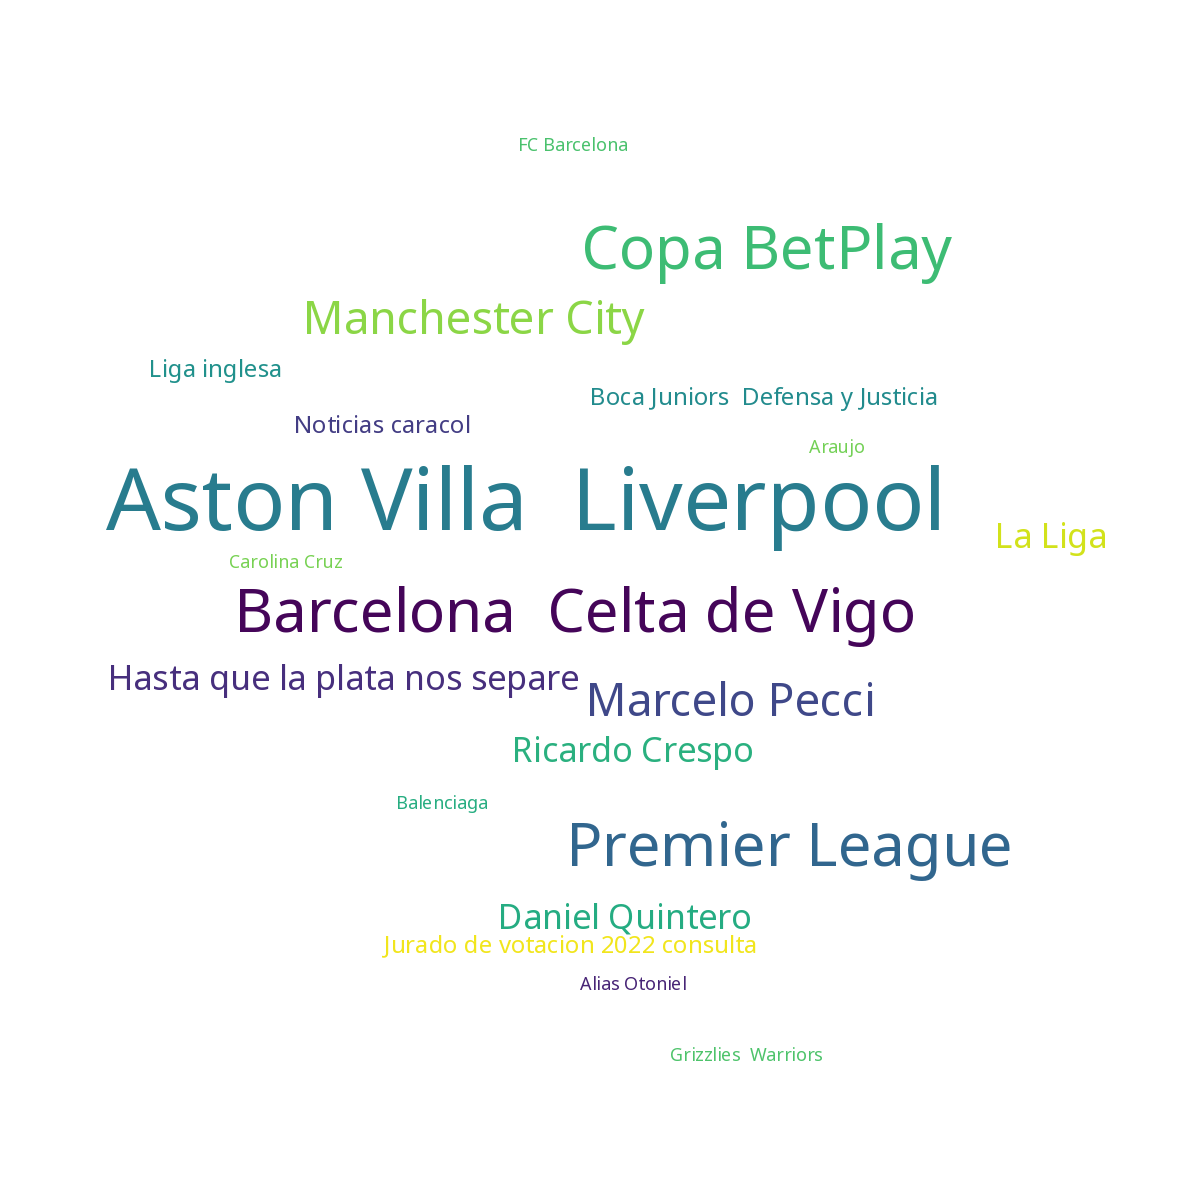 FC Barcelona
Copa BetPlay
Manchester City
Liga inglesa
Boca Juniors  Defensa y Justicia
Noticias caracol
Araujo
Aston Villa  Liverpool
La Liga
Carolina Cruz
Barcelona  Celta de Vigo
Hasta que la plata nos separe
Marcelo Pecci
Ricardo Crespo
Balenciaga
Premier League
Daniel Quintero
Jurado de votacion 2022 consulta
Alias Otoniel
Grizzlies  Warriors